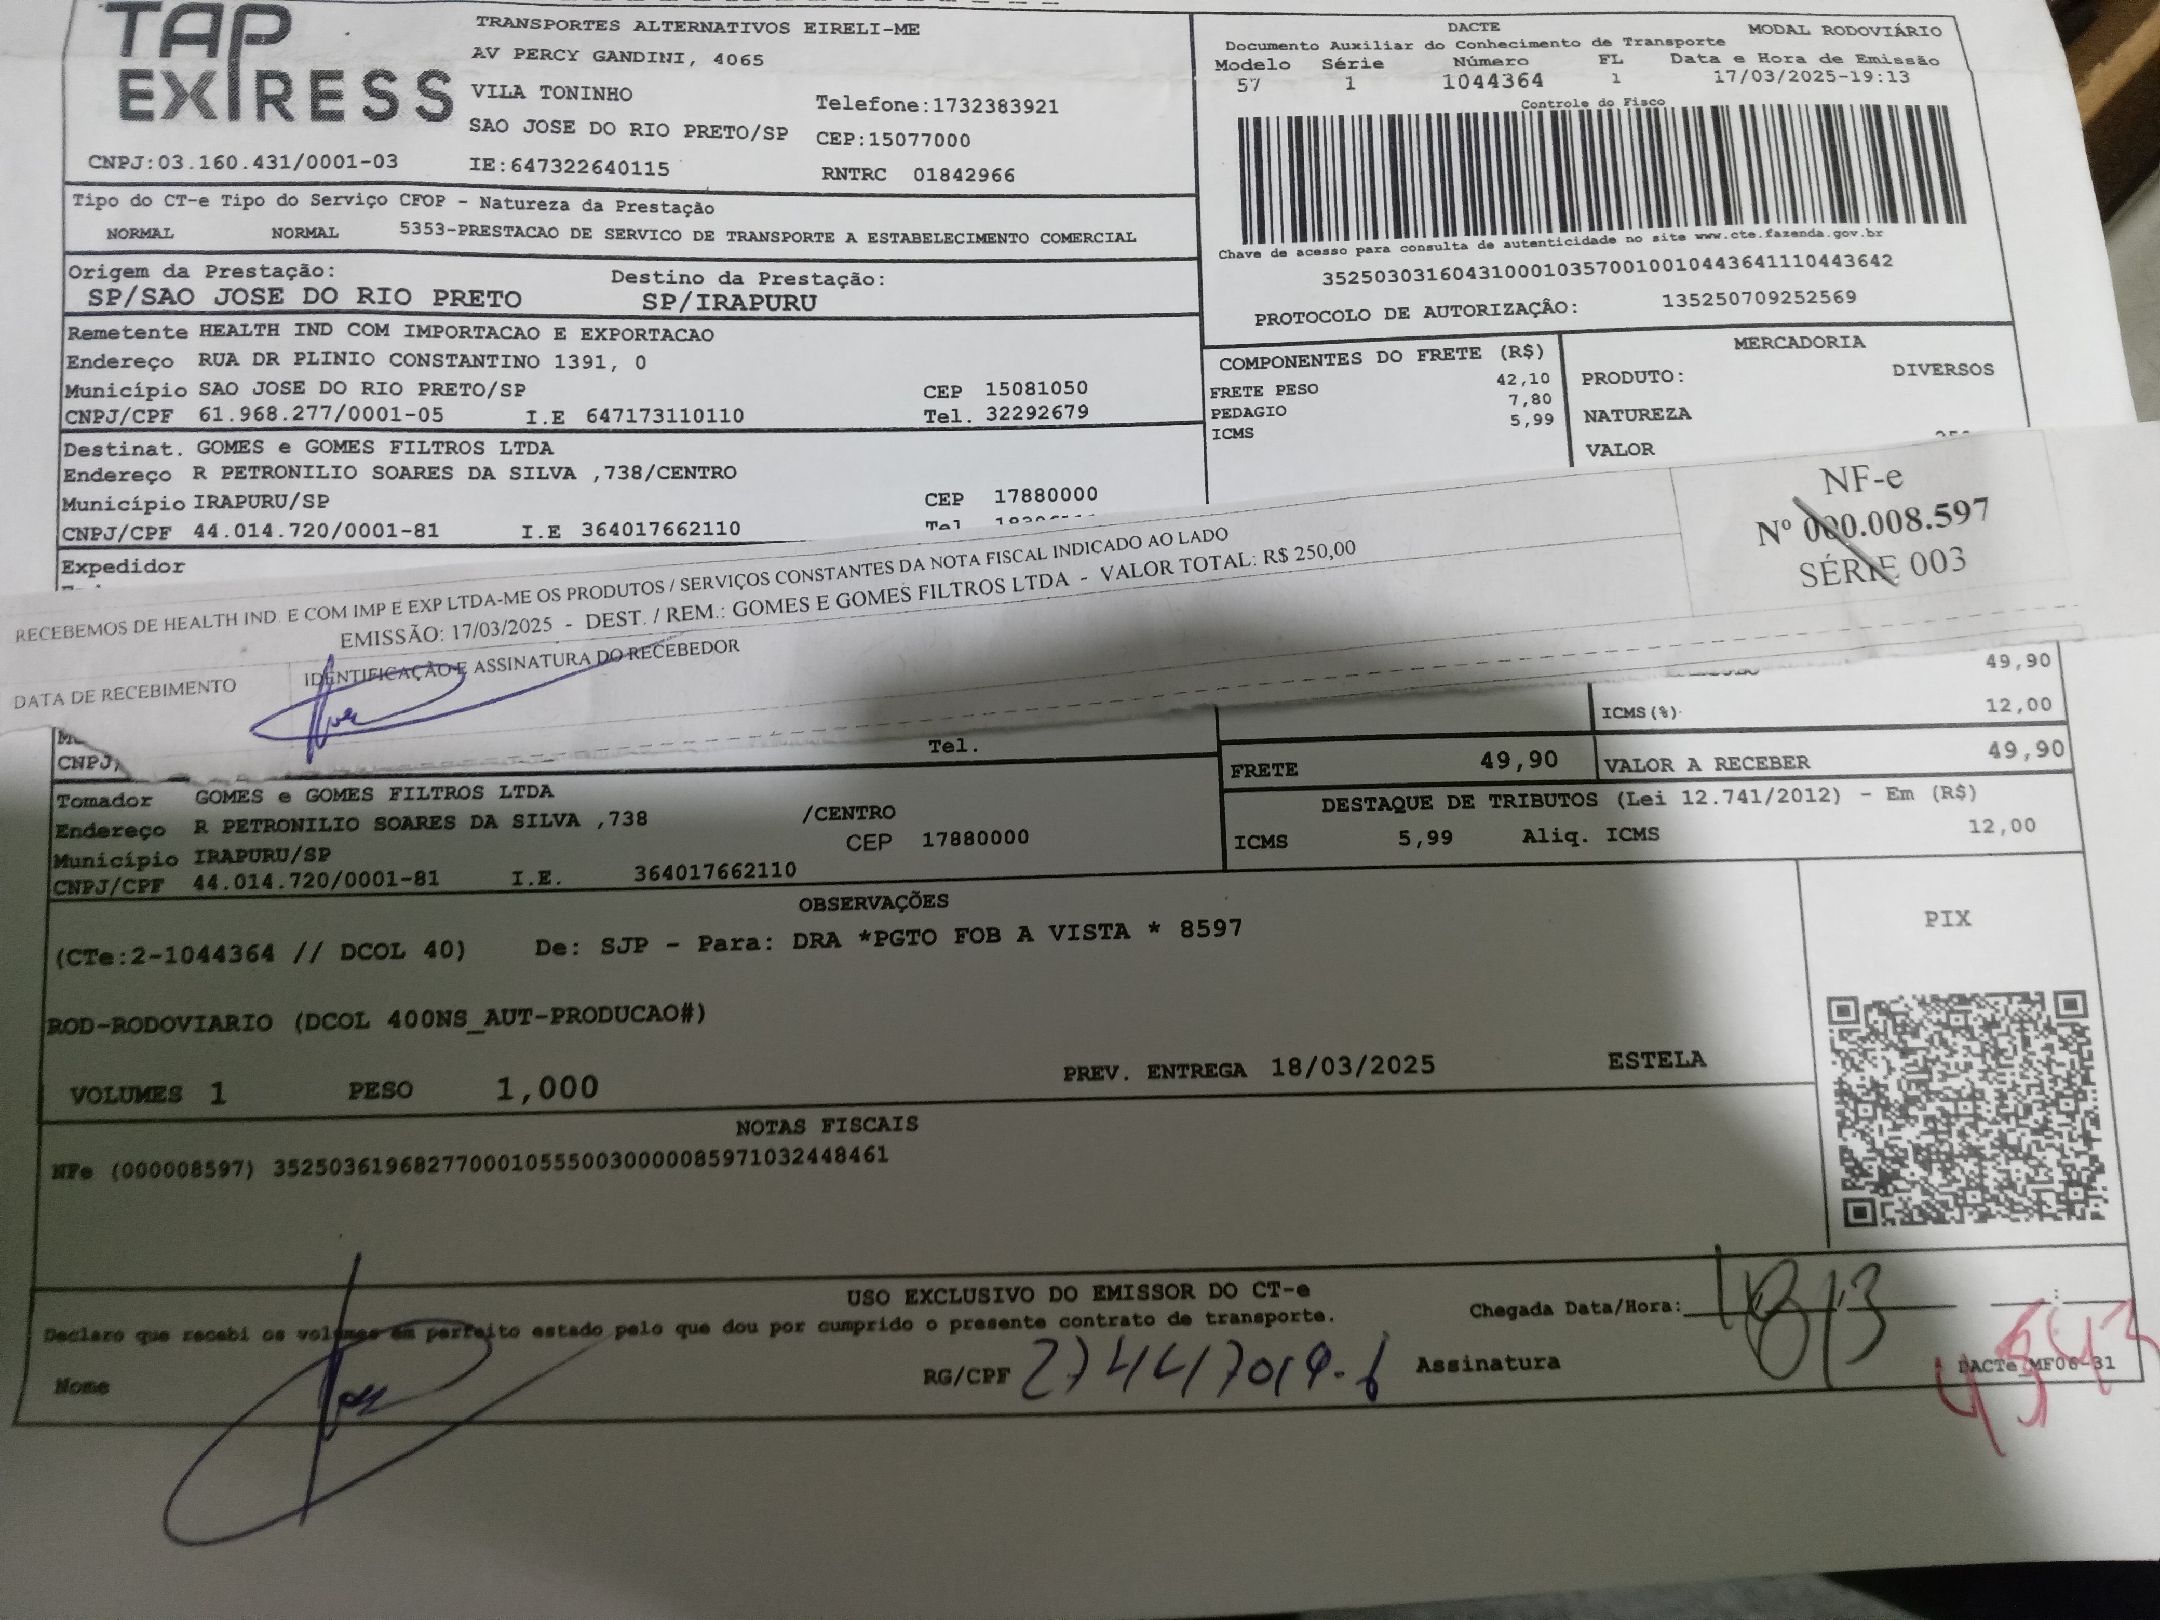 TAP EXPRESS
TRANSPORTES ALTERNATIVOS EIRELI-ME
AV PERCY GANDINI, 4065
VILA TONINHO
Telefone:1732383921
SAO JOSE DO RIO PRETO/SP
CEP:15077000
CNPJ:03.160.431/0001-03
IE:647322640115
RNTRC 01842966
DACTE
MODAL RODOVIÁRIO
Documento Auxiliar do Conhecimento de Transporte
Modelo Série Número FL Data e Hora de Emissão
57 1 1044364 1 17/03/2025-19:13
Controle do Fisco
Chave de acesso para consulta de autenticidade no site www.cte.fazenda.gov.br
35250303160431000103570010010443641110443642
PROTOCOLO DE AUTORIZAÇÃO: 135250709252569
Tipo do CT-e Tipo do Serviço CFOP - Natureza da Prestação
NORMAL NORMAL 5353-PRESTACAO DE SERVICO DE TRANSPORTE A ESTABELECIMENTO COMERCIAL
Origem da Prestação: Destino da Prestação:
SP/SAO JOSE DO RIO PRETO SP/IRAPURU
Remetente HEALTH IND COM IMPORTACAO E EXPORTACAO
Endereço RUA DR PLINIO CONSTANTINO 1391, 0
Município SAO JOSE DO RIO PRETO/SP CEP 15081050
CNPJ/CPF 61.968.277/0001-05 I.E 647173110110 Tel. 32292679
Destinat. GOMES e GOMES FILTROS LTDA
Endereço R PETRONILIO SOARES DA SILVA ,738/CENTRO
Município IRAPURU/SP CEP 17880000
CNPJ/CPF 44.014.720/0001-81 I.E 364017662110 Tel
Expedidor
COMPONENTES DO FRETE (R$)
FRETE PESO 42,10
PEDAGIO 7,80
ICMS 5,99
MERCADORIA
PRODUTO: DIVERSOS
NATUREZA
VALOR
RECEBEMOS DE HEALTH IND E COM IMP E EXP LTDA-ME OS PRODUTOS / SERVIÇOS CONSTANTES DA NOTA FISCAL INDICADO AO LADO
EMISSÃO: 17/03/2025 - DEST. / REM.: GOMES E GOMES FILTROS LTDA - VALOR TOTAL: R$ 250,00
DATA DE RECEBIMENTO
IDENTIFICAÇÃO E ASSINATURA DO RECEBEDOR
NF-e
Nº 000.008.597
SÉRIE 003
49,90
ICMS(%) 12,00
CNPJ/
Tel.
FRETE 49,90 VALOR A RECEBER 49,90
Tomador GOMES e GOMES FILTROS LTDA
Endereço R PETRONILIO SOARES DA SILVA ,738 /CENTRO
Município IRAPURU/SP CEP 17880000
CNPJ/CPF 44.014.720/0001-81 I.E. 364017662110
DESTAQUE DE TRIBUTOS (Lei 12.741/2012) - Em (R$)
ICMS 5,99 Aliq. ICMS 12,00
OBSERVAÇÕES
(CTe:2-1044364 // DCOL 40) De: SJP - Para: DRA *PGTO FOB A VISTA * 8597
ROD-RODOVIARIO (DCOL 400NS_AUT-PRODUCAO#)
VOLUMES 1 PESO 1,000 PREV. ENTREGA 18/03/2025 ESTELA
PIX
NOTAS FISCAIS
NFe (000008597) 35250361968277000105550030000085971032448461
USO EXCLUSIVO DO EMISSOR DO CT-e
Declaro que recebi os volumes em perfeito estado pelo que dou por cumprido o presente contrato de transporte.
Chegada Data/Hora: 18/3 :
Nome RG/CPF 27447019-6 Assinatura
DACTe_MF06-31